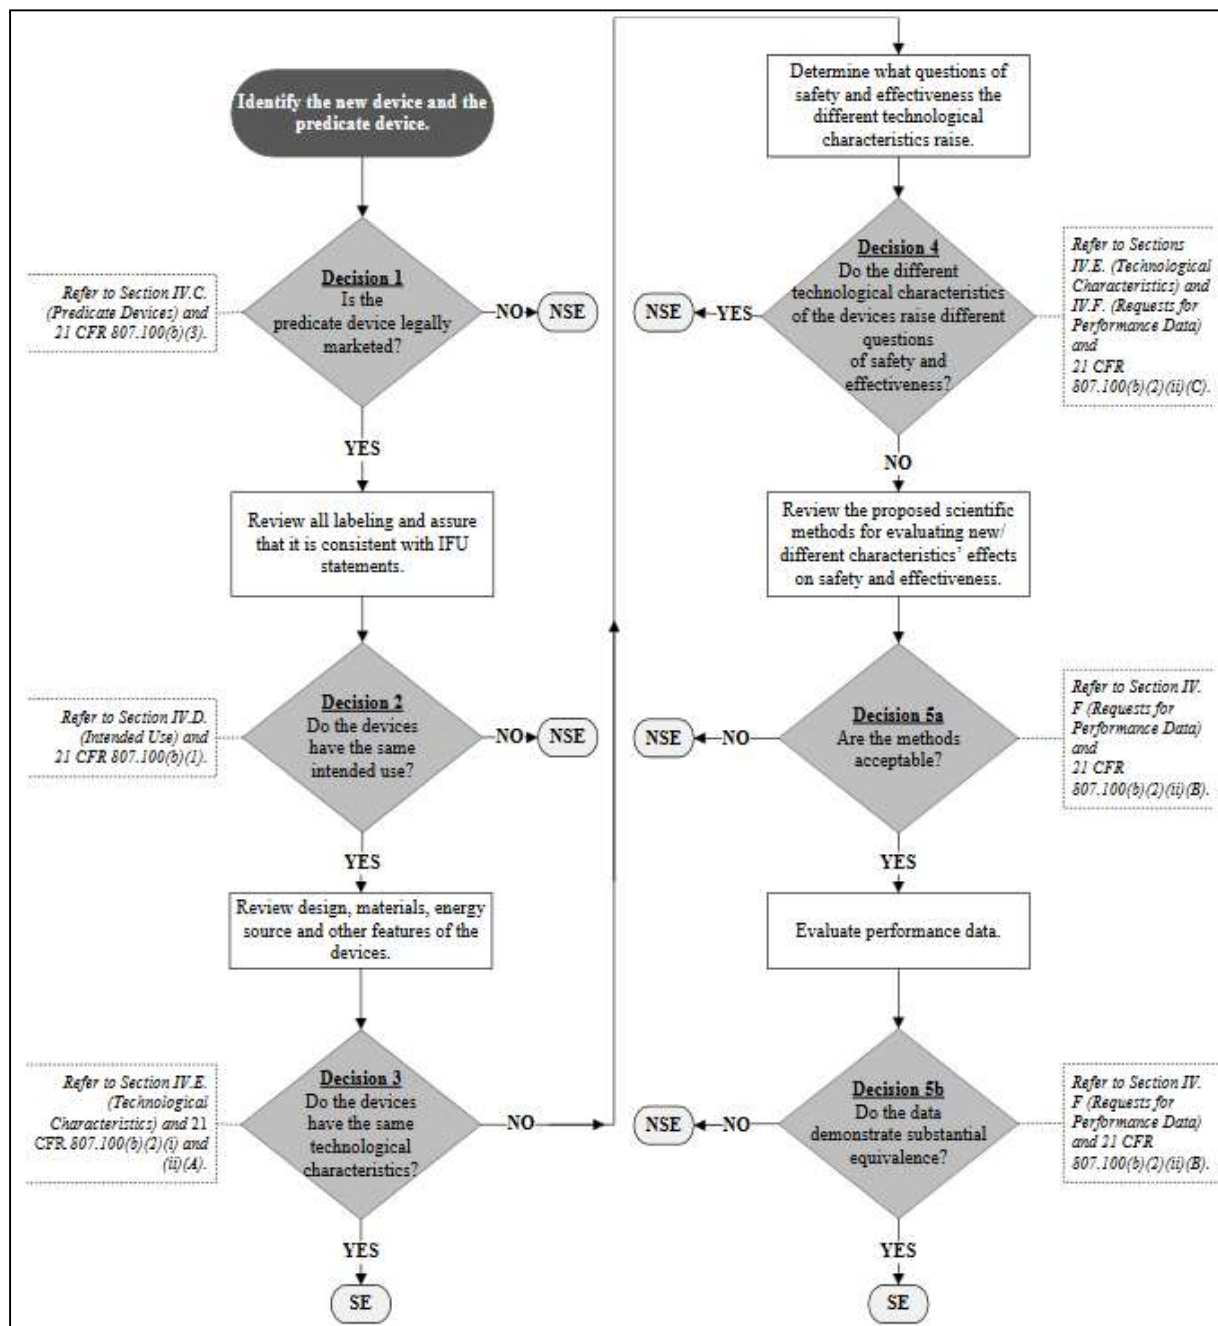 Identify the new device and the
predicate device.
Decision 1
Is the
predicate device legally
marketed?
Refer to Section IV.C.
(Predicate Devices) and
21 CFR 807.100(b)(3).
NO
NSE
YES
Review all labeling and assure
that it is consistent with IFU
statements.
Decision 2
Do the devices
have the same
intended use?
Refer to Section IV.D.
(Intended Use) and
21 CFR 807.100(b)(1).
NO
NSE
YES
Review design, materials, energy
source and other features of the
devices.
Decision 3
Do the devices
have the same
technological
characteristics?
Refer to Section IV.E.
(Technological
Characteristics) and 21
CFR 807.100(b)(2)(i) and
(ii)(A).
NO
YES
SE
Determine what questions of
safety and effectiveness the
different technological
characteristics raise.
Decision 4
Do the different
technological characteristics
of the devices raise different
questions
of safety and
effectiveness?
Refer to Sections
IV.E. (Technological
Characteristics) and
IV.F. (Requests for
Performance Data)
and
21 CFR
807.100(b)(2)(ii)(C).
YES
NSE
NO
Review the proposed scientific
methods for evaluating new/
different characteristics’ effects
on safety and effectiveness.
Decision 5a
Are the methods
acceptable?
Refer to Section IV.
F (Requests for
Performance Data)
and
21 CFR
807.100(b)(2)(ii)(B).
NO
NSE
YES
Evaluate performance data.
Decision 5b
Do the data
demonstrate substantial
equivalence?
Refer to Section IV.
F (Requests for
Performance Data)
and 21 CFR
807.100(b)(2)(ii)(B).
NO
NSE
YES
SE